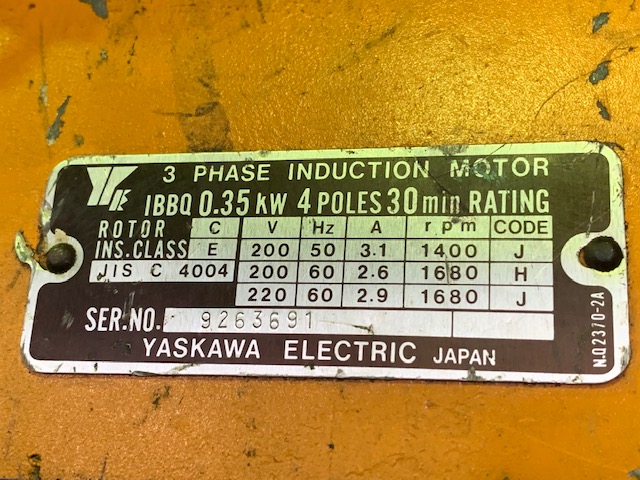 3 PHASE INDUCTION MOTOR
IBBQ 0.35 KW 4 POLES 30 min RATING
ROTOR C V Hz A rpm CODE
INS.CLASS E 200 50 3.1 1400 J
JIS C 4004 200 60 2.6 1680 H
220 60 2.9 1680 J
SER.NO. 9263691
YASKAWA ELECTRIC JAPAN
N.Q2370-2A